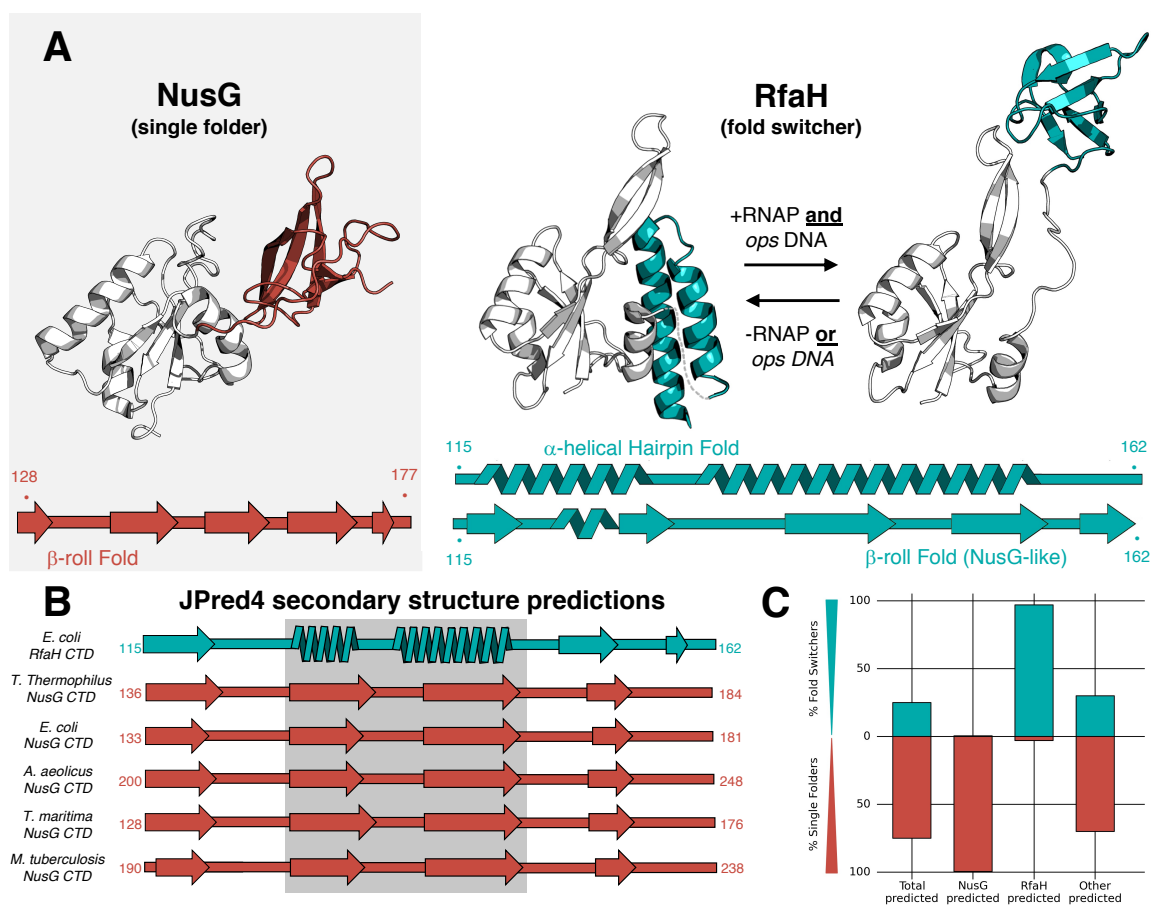 A
NusG
(single folder)
RfaH
(fold switcher)
+RNAP and
ops DNA
-RNAP or
ops DNA
128
177
β-roll Fold
115
α-helical Hairpin Fold
162
115
β-roll Fold (NusG-like)
162
B
JPred4 secondary structure predictions
E. coli
RfaH CTD
115
162
T. Thermophilus
NusG CTD
136
184
E. coli
NusG CTD
133
181
A. aeolicus
NusG CTD
200
248
T. maritima
NusG CTD
128
176
M. tuberculosis
NusG CTD
190
238
C
% Fold Switchers
% Single Folders
100
50
0
50
100
Total
predicted
NusG
predicted
RfaH
predicted
Other
predicted